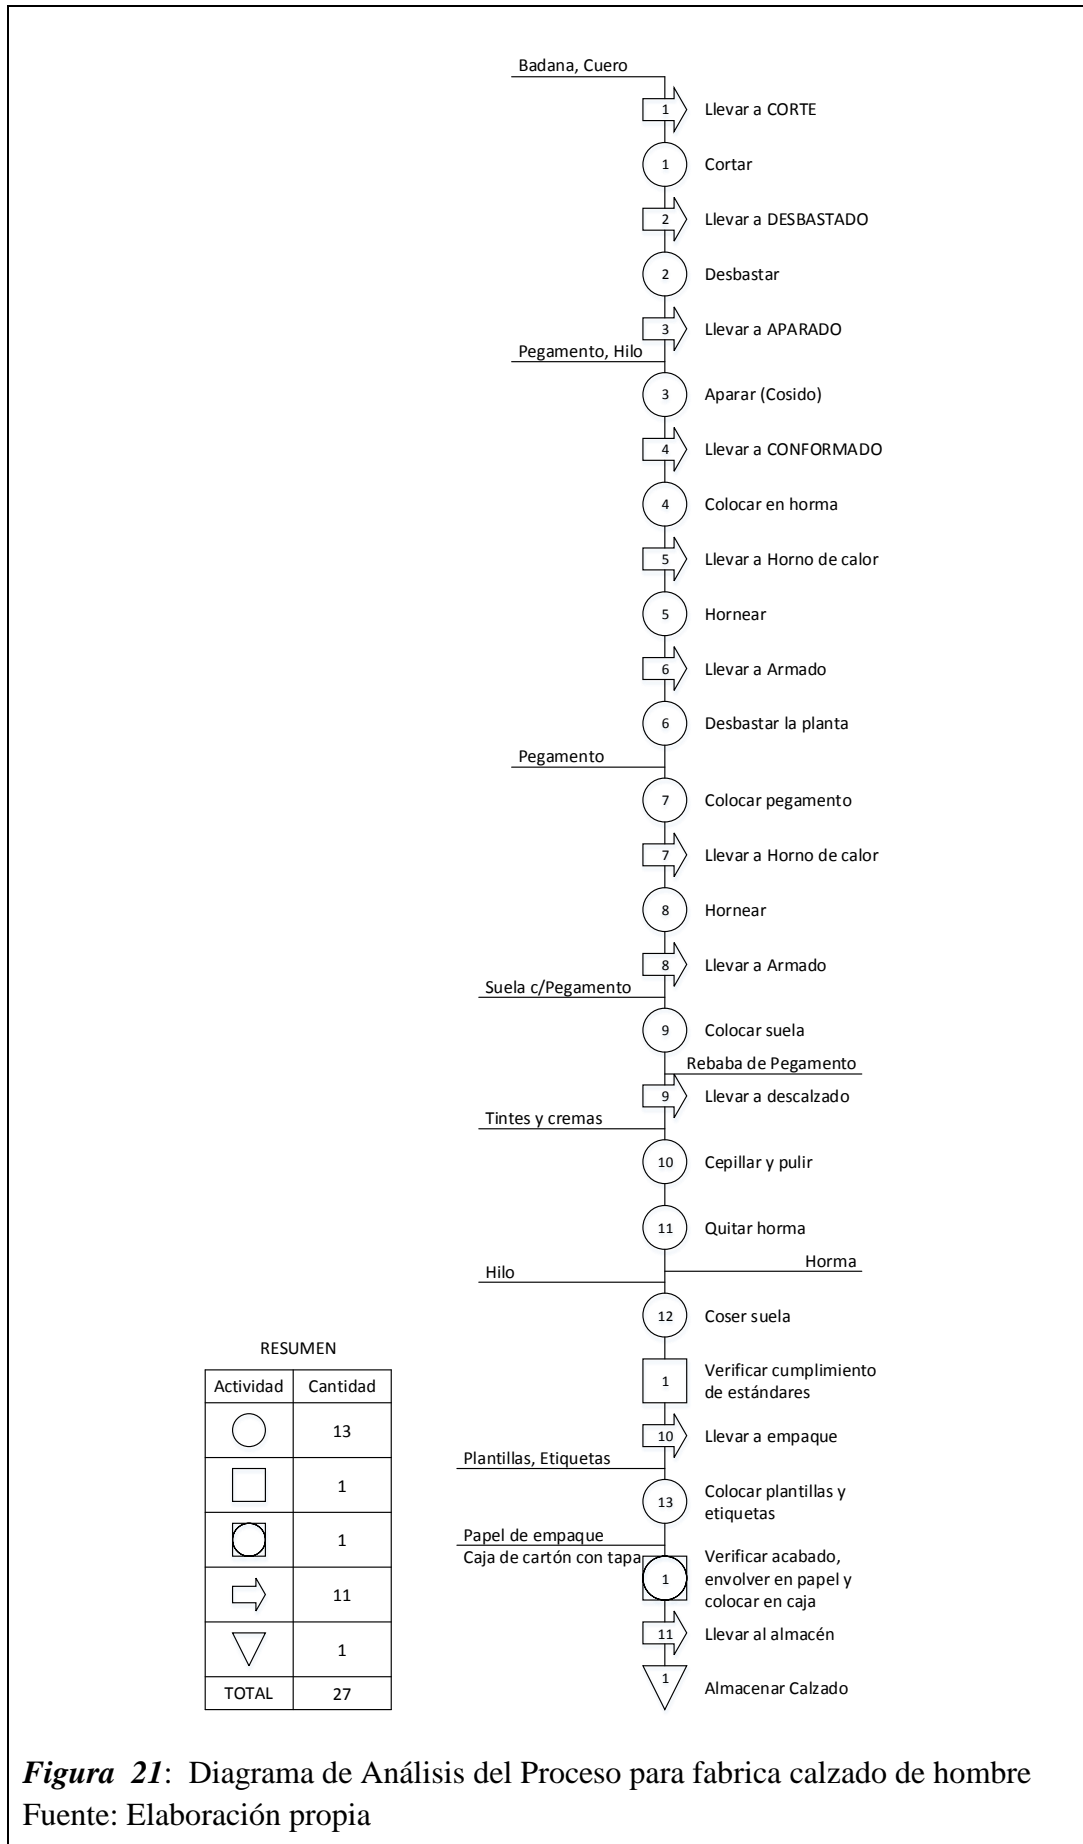 Badana, Cuero
1 Llevar a CORTE
1 Cortar
2 Llevar a DESBASTADO
2 Desbastar
3 Llevar a APARADO
Pegamento, Hilo
3 Aparar (Cosido)
4 Llevar a CONFORMADO
4 Colocar en horma
5 Llevar a Horno de calor
5 Hornear
6 Llevar a Armado
6 Desbastar la planta
Pegamento
7 Colocar pegamento
7 Llevar a Horno de calor
8 Hornear
8 Llevar a Armado
Suela c/Pegamento
9 Colocar suela
Rebaba de Pegamento
9 Llevar a descalzado
Tintes y cremas
10 Cepillar y pulir
11 Quitar horma
Horma
Hilo
12 Coser suela
1 Verificar cumplimiento
de estándares
10 Llevar a empaque
Plantillas, Etiquetas
13 Colocar plantillas y
etiquetas
Papel de empaque
Caja de cartón con tapa
1 Verificar acabado,
envolver en papel y
colocar en caja
11 Llevar al almacén
1 Almacenar Calzado
RESUMEN
Actividad Cantidad
13
1
1
11
1
TOTAL 27
Figura 21: Diagrama de Análisis del Proceso para fabrica calzado de hombre
Fuente: Elaboración propia